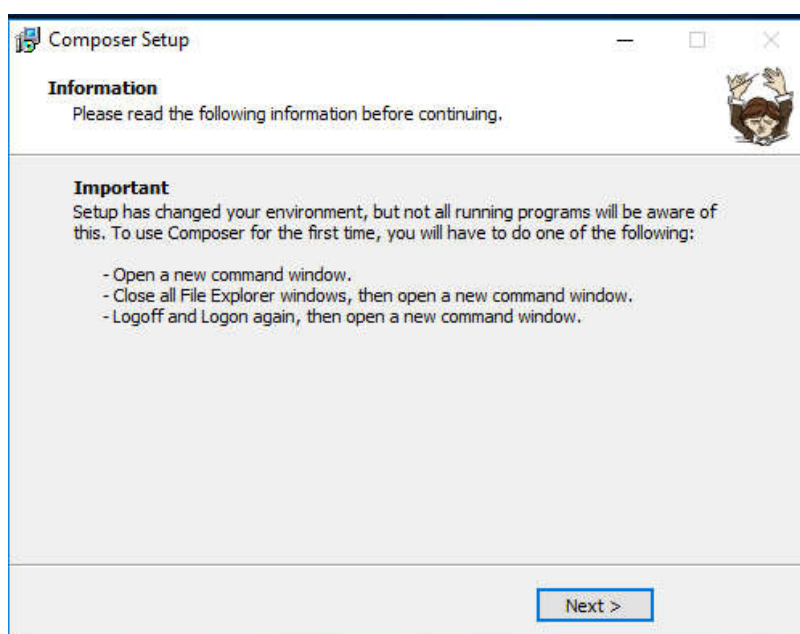 Composer Setup
Information
Please read the following information before continuing.
Important
Setup has changed your environment, but not all running programs will be aware of
this. To use Composer for the first time, you will have to do one of the following:
- Open a new command window.
- Close all File Explorer windows, then open a new command window.
- Logoff and Logon again, then open a new command window.
Next >